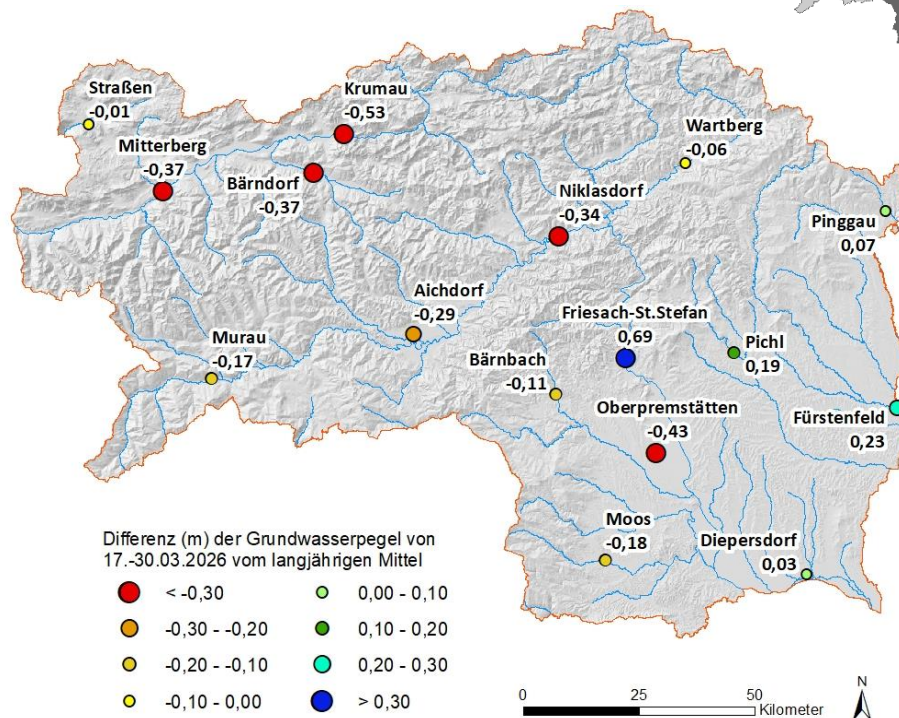 Straßen
-0,01
Krumau
-0,53
Wartberg
-0,06
Mitterberg
-0,37
Bärndorf
-0,37
Niklasdorf
-0,34
Pinggau
0,07
Aichdorf
-0,29
Friesach-St.Stefan
0,69
Pichl
0,19
Murau
-0,17
Bärnbach
-0,11
Oberpremstätten
-0,43
Fürstenfeld
0,23
Moos
-0,18
Diepersdorf
0,03
Differenz (m) der Grundwasserpegel von
17.-30.03.2026 vom langjährigen Mittel
< -0,30
-0,30 - -0,20
-0,20 - -0,10
-0,10 - 0,00
0,00 - 0,10
0,10 - 0,20
0,20 - 0,30
> 0,30
0 25 50
Kilometer
N